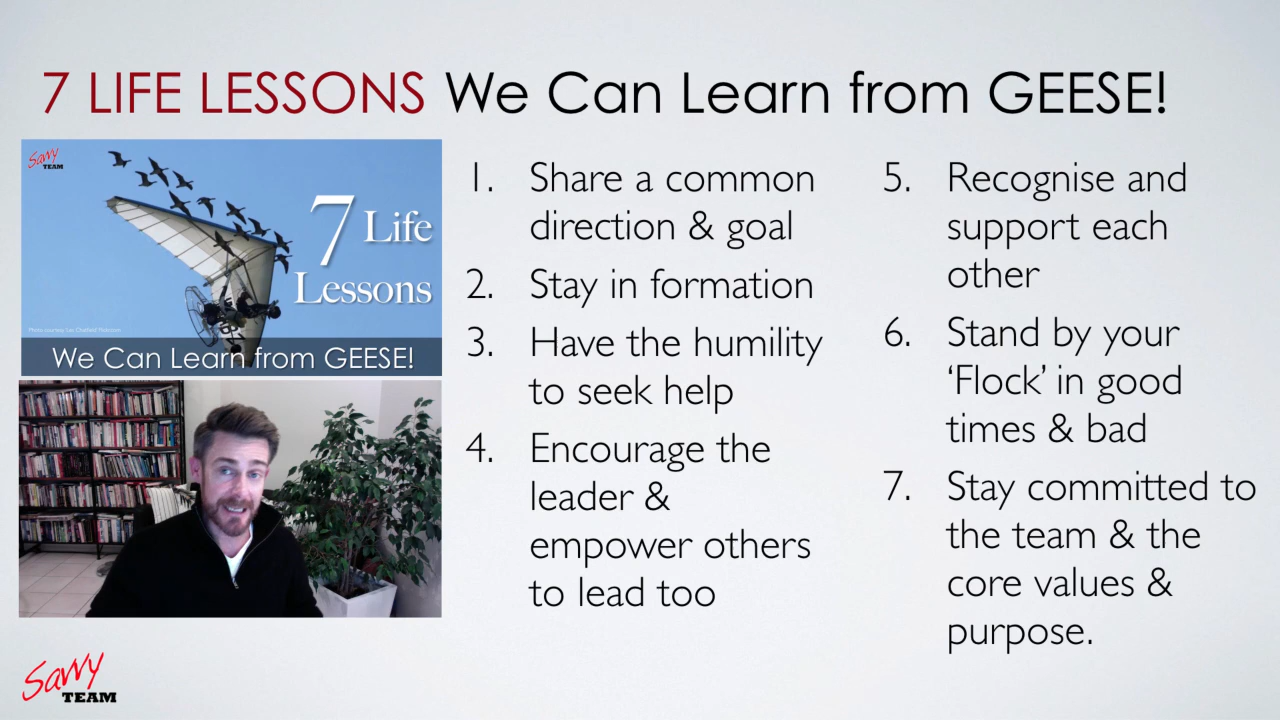 7 LIFE LESSONS We Can Learn from GEESE!
Savvy
TEAM
7 Life
Lessons
We Can Learn from GEESE!
1. Share a common
direction & goal
2. Stay in formation
3. Have the humility
to seek help
4. Encourage the
leader &
empower others
to lead too
5. Recognise and
support each
other
6. Stand by your
‘Flock’ in good
times & bad
7. Stay committed to
the team & the
core values &
purpose.
Savvy
TEAM